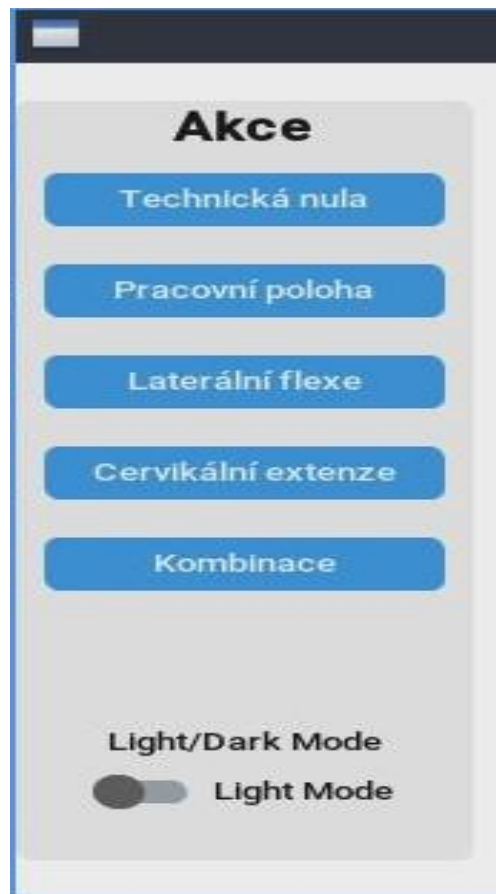 Akce
Technická nula
Pracovní poloha
Laterální flexe
Cervikální extenze
Kombinace
Light/Dark Mode
Light Mode